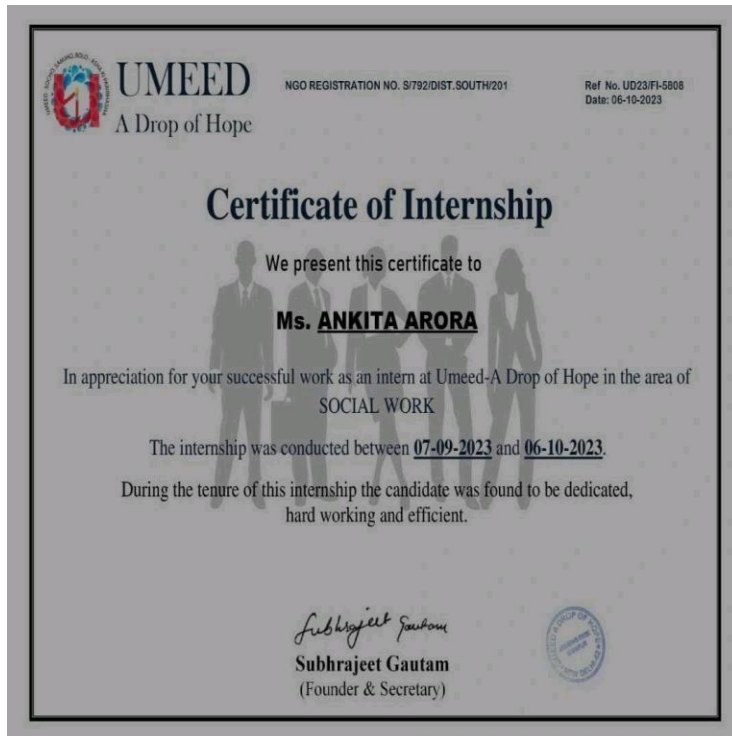 UMEED
A Drop of Hope
NGO REGISTRATION NO. S/792/DIST.SOUTH/201
Ref No. UD23/FI-5808
Date: 06-10-2023
Certificate of Internship
We present this certificate to
Ms. ANKITA ARORA
In appreciation for your successful work as an intern at Umeed-A Drop of Hope in the area of
SOCIAL WORK
The internship was conducted between 07-09-2023 and 06-10-2023.
During the tenure of this internship the candidate was found to be dedicated,
hard working and efficient.
Subhrajeet Gautam
Subhrajeet Gautam
(Founder & Secretary)